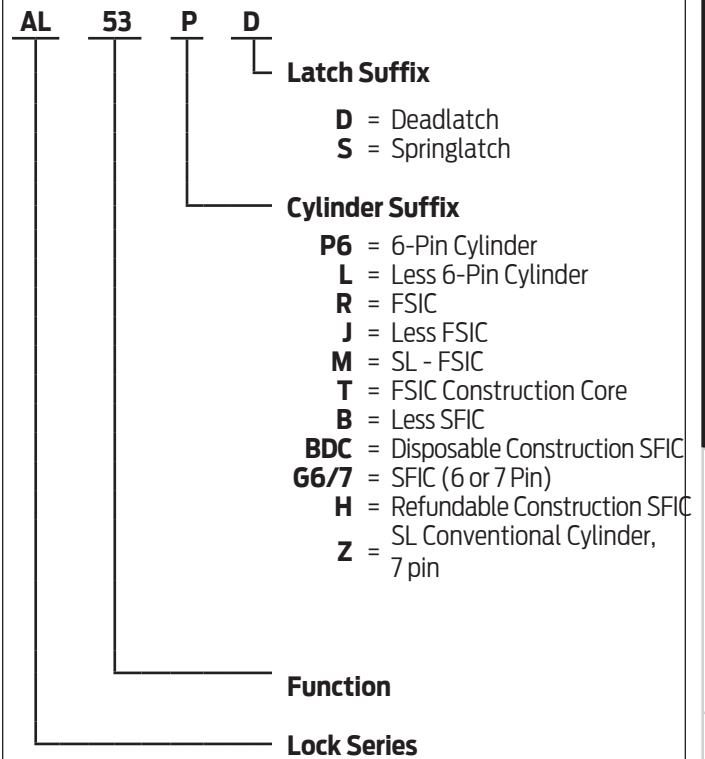 AL 53 P D
Latch Suffix
D = Deadlatch
S = Springlatch
Cylinder Suffix
P6 = 6-Pin Cylinder
L = Less 6-Pin Cylinder
R = FSIC
J = Less FSIC
M = SL - FSIC
T = FSIC Construction Core
B = Less SFIC
BDC = Disposable Construction SFIC
G6/7 = SFIC (6 or 7 Pin)
H = Refundable Construction SFIC
Z = SL Conventional Cylinder,
7 pin
Function
Lock Series